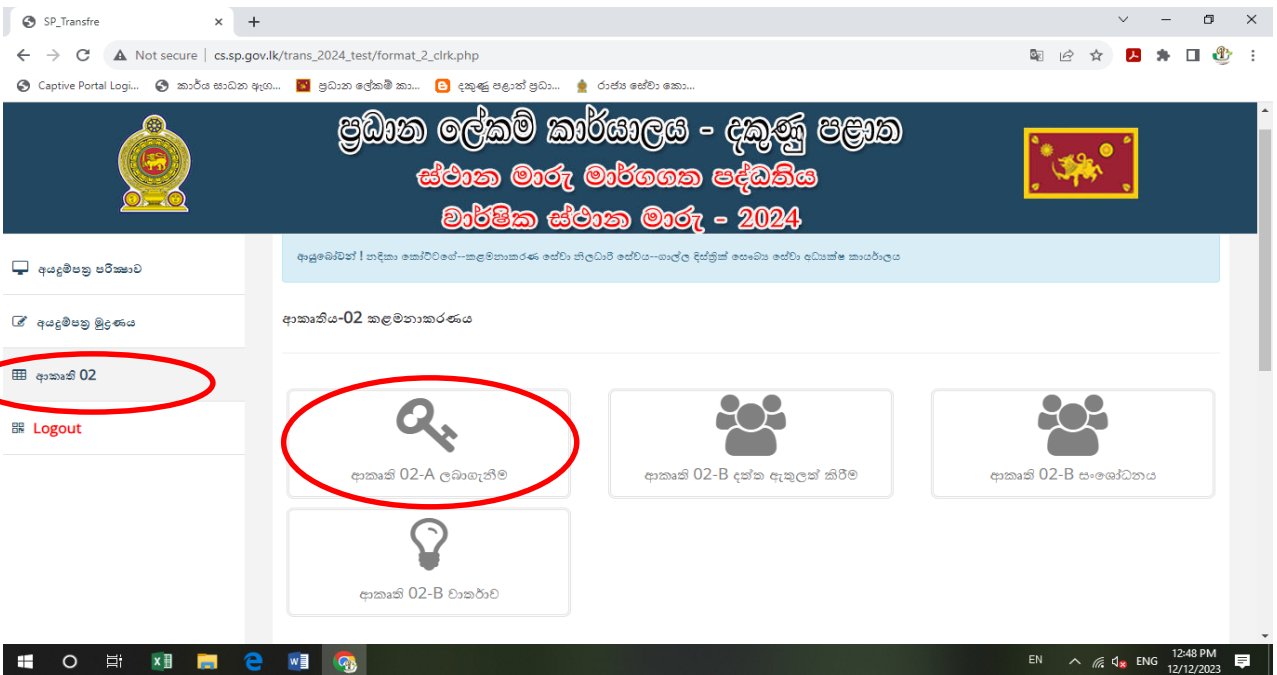 SP_Transfre
Not secure | cs.sp.gov.lk/trans_2024_test/format_2_clrk.php
Captive Portal Logi... කාර්ය සාධන ඇග... ප්‍රධාන ලේකම් කා... දකුණු පළාත් ප්‍රධා... රාජ්‍ය සේවා කො...
ප්‍රධාන ලේකම් කාර්යාලය - දකුණු පළාත
ස්ථාන මාරු මාර්ගගත පද්ධතිය
වාර්ෂික ස්ථාන මාරු - 2024
ආයුබෝවන් ! නදිකා කෝට්ටගේ--කළමනාකරණ සේවා නිලධාරී සේවය--ගාල්ල දිස්ත්‍රික් සෞඛ්‍ය සේවා අධ්‍යක්ෂ කාර්යාලය
අයදුම්පත්‍ර පරීක්‍ෂාව
අයදුම්පත්‍ර මුද්‍රණය
ආකෘති 02
Logout
ආකෘතිය-02 කළමනාකරණය
ආකෘති 02-A ලබාගැනීම
ආකෘති 02-B දත්ත ඇතුලත් කිරීම
ආකෘති 02-B සංශෝධනය
ආකෘති 02-B වාර්තාව
EN
ENG
12:48 PM
12/12/2023